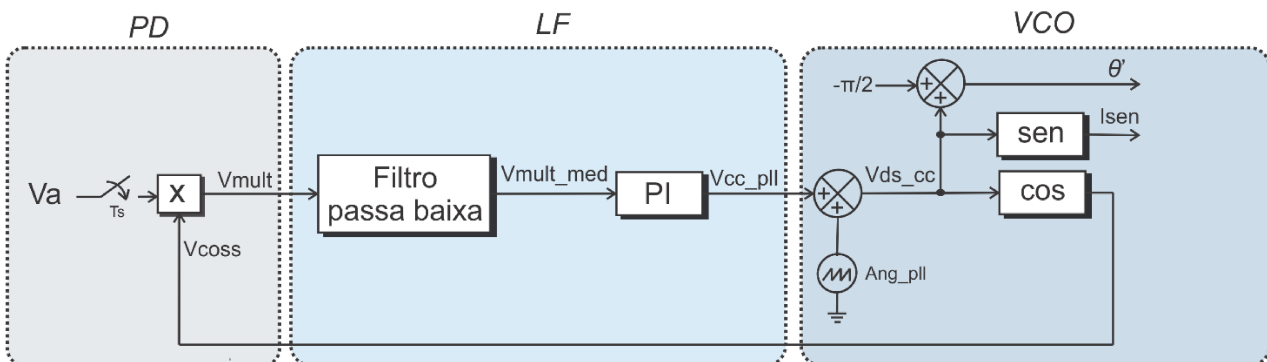 PD
LF
VCO
-π/2
+
+
θ'
Isen
sen
Va
Ts
x
Vmult
Filtro
passa baixa
Vmult_med
PI
Vcc_pll
+
+
Vds_cc
cos
Vcoss
Ang_pll